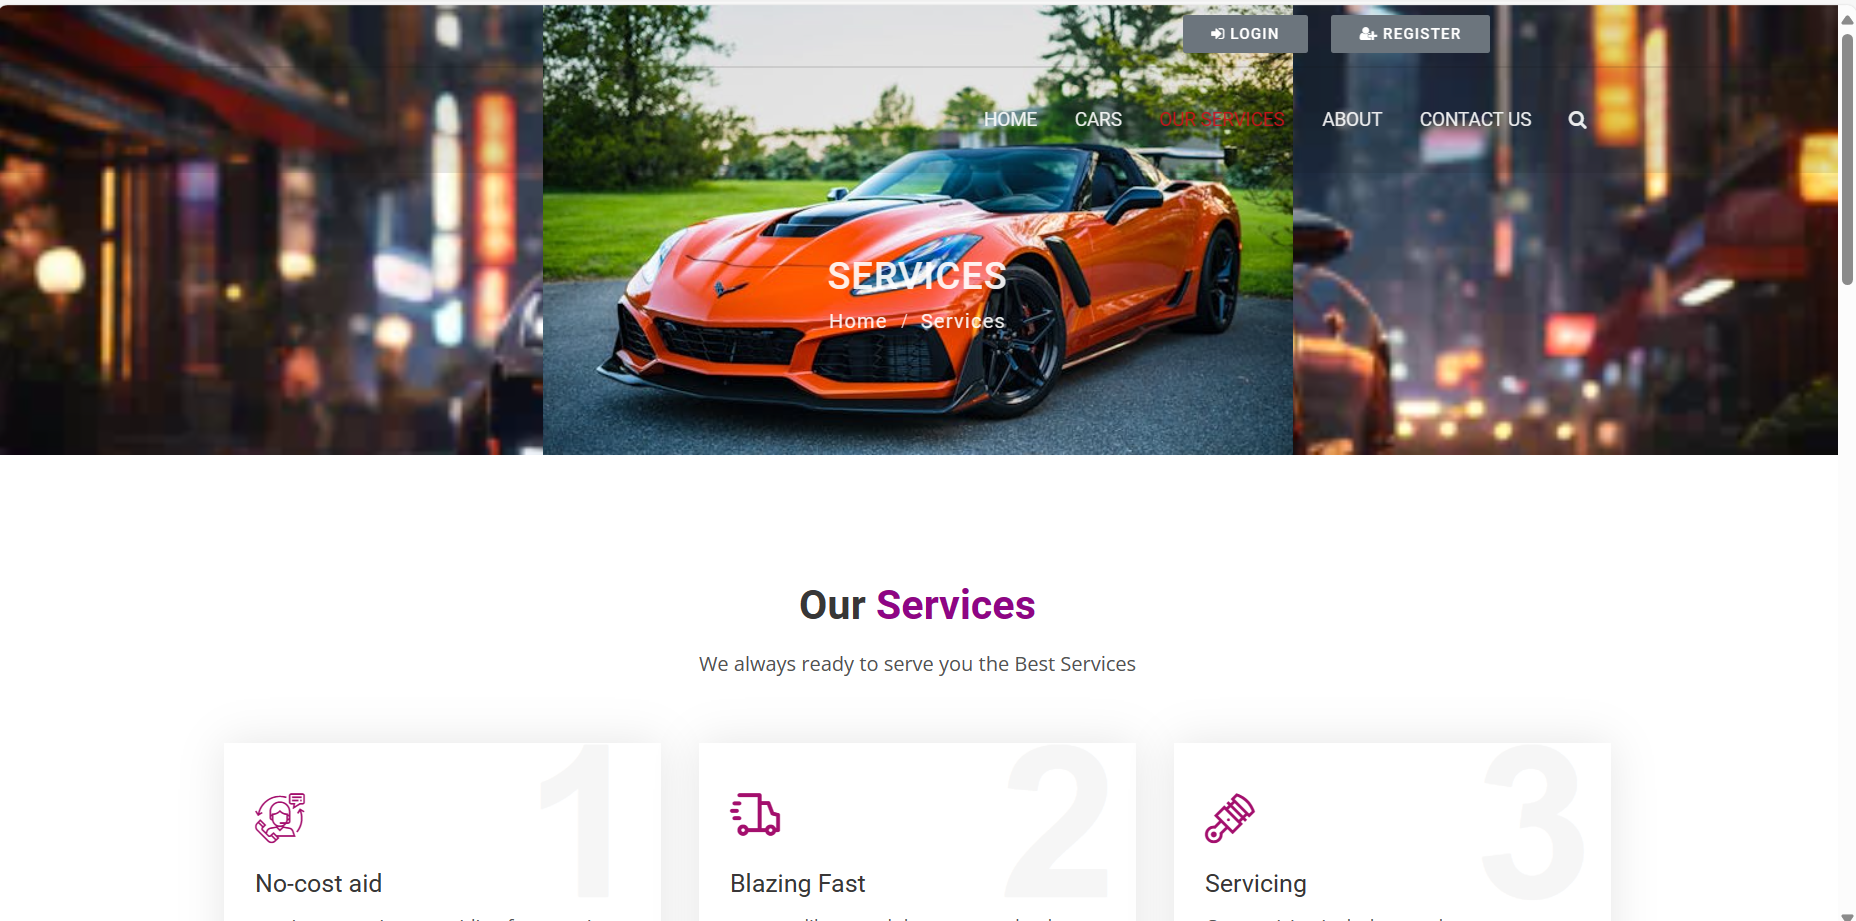 LOGIN
REGISTER
HOME
CARS
OUR SERVICES
ABOUT
CONTACT US
SERVICES
Home / Services
Our Services
We always ready to serve you the Best Services
1
2
3
No-cost aid
Blazing Fast
Servicing